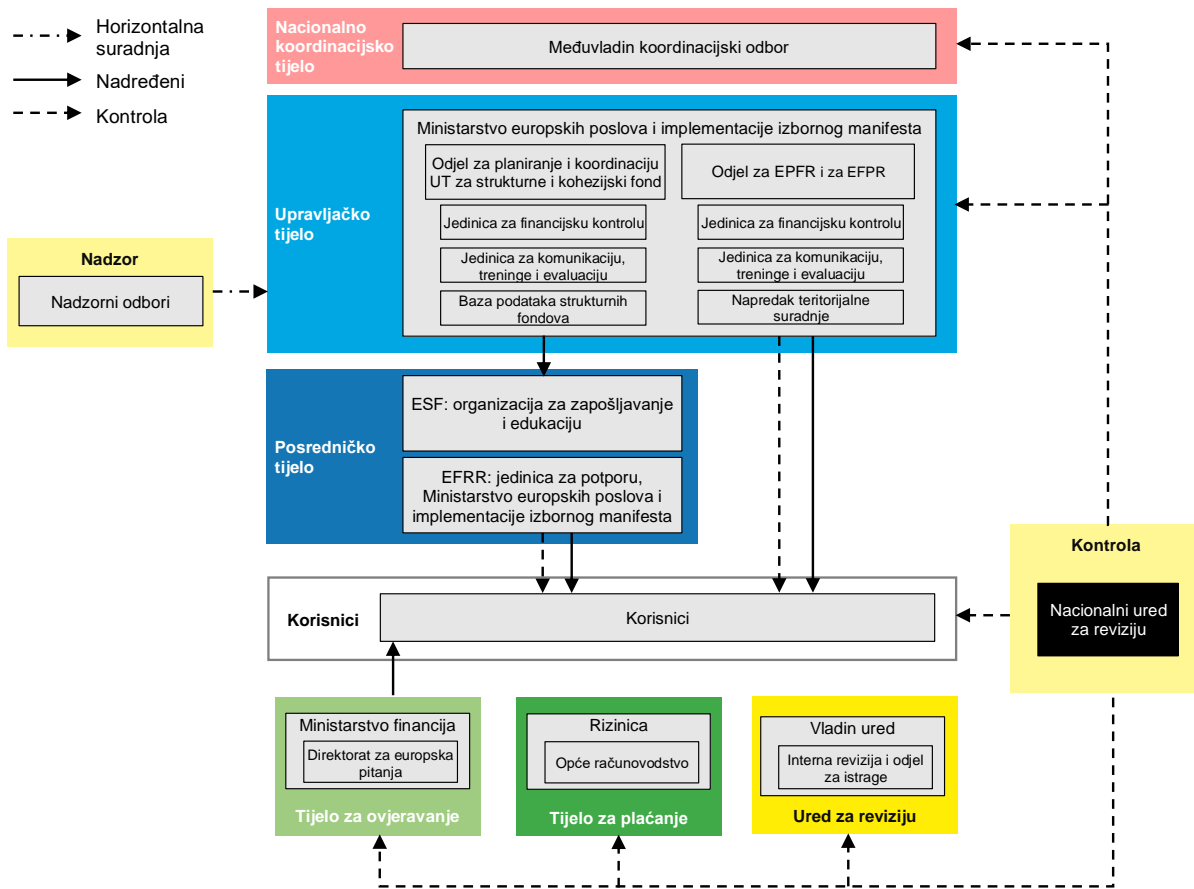 Horizontalna
suradnja
Nadređeni
Kontrola
Nacionalno
koordinacijsko
tijelo
Međuvladin koordinacijski odbor
Upravljačko
tijelo
Ministarstvo europskih poslova i implementacije izbornog manifesta
Odjel za planiranje i koordinaciju
UT za strukturne i kohezijski fond
Odjel za EPFR i za EFPR
Jedinica za financijsku kontrolu
Jedinica za financijsku kontrolu
Jedinica za komunikaciju,
treninge i evaluaciju
Jedinica za komunikaciju,
treninge i evaluaciju
Baza podataka strukturnih
fondova
Napredak teritorijalne
suradnje
Nadzor
Nadzorni odbori
Posredničko
tijelo
ESF: organizacija za zapošljavanje
i edukaciju
EFRR: jedinica za potporu,
Ministarstvo europskih poslova i
implementacije izbornog manifesta
Kontrola
Nacionalni ured
za reviziju
Korisnici
Korisnici
Ministarstvo financija
Direktorat za europska
pitanja
Tijelo za ovjeravanje
Rizinica
Opće računovodstvo
Tijelo za plaćanje
Vladin ured
Interna revizija i odjel
za istrage
Ured za reviziju